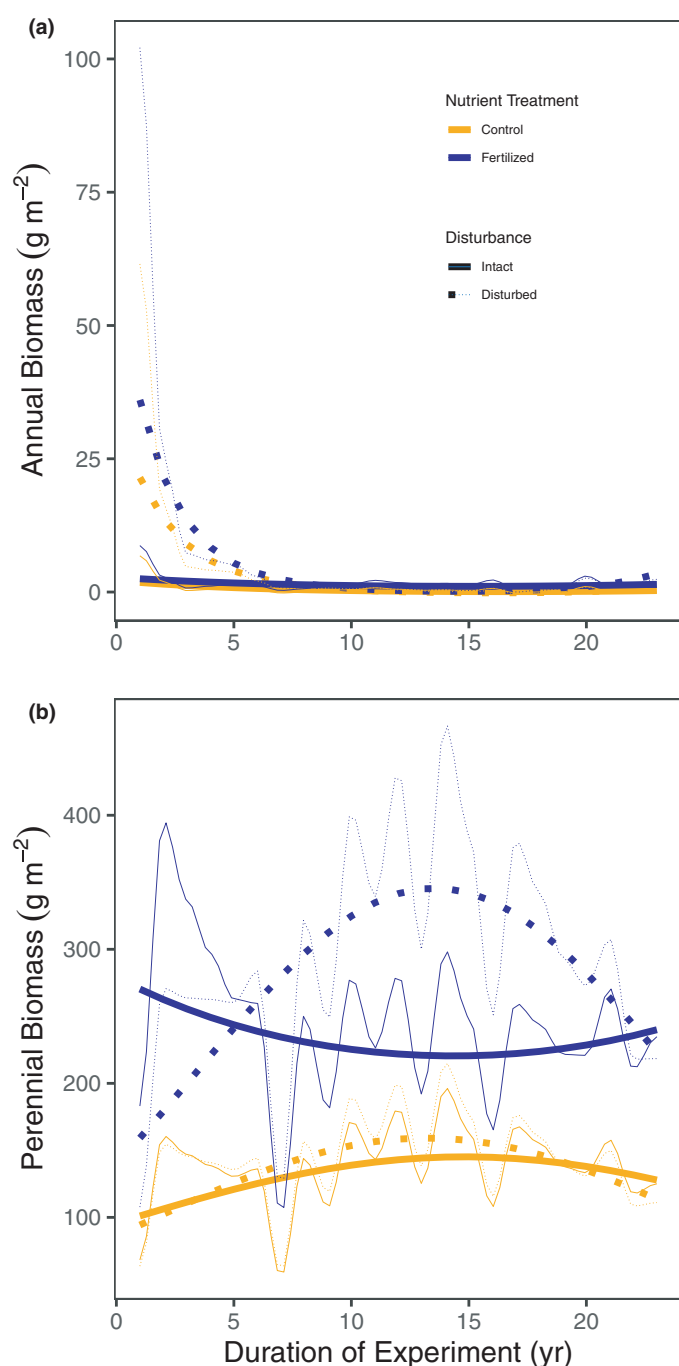 (a)
Annual Biomass (g m−2)
100
75
50
25
0
Nutrient Treatment
Control
Fertilized
Disturbance
Intact
Disturbed
0 5 10 15 20
(b)
Perennial Biomass (g m−2)
400
300
200
100
0 5 10 15 20
Duration of Experiment (yr)